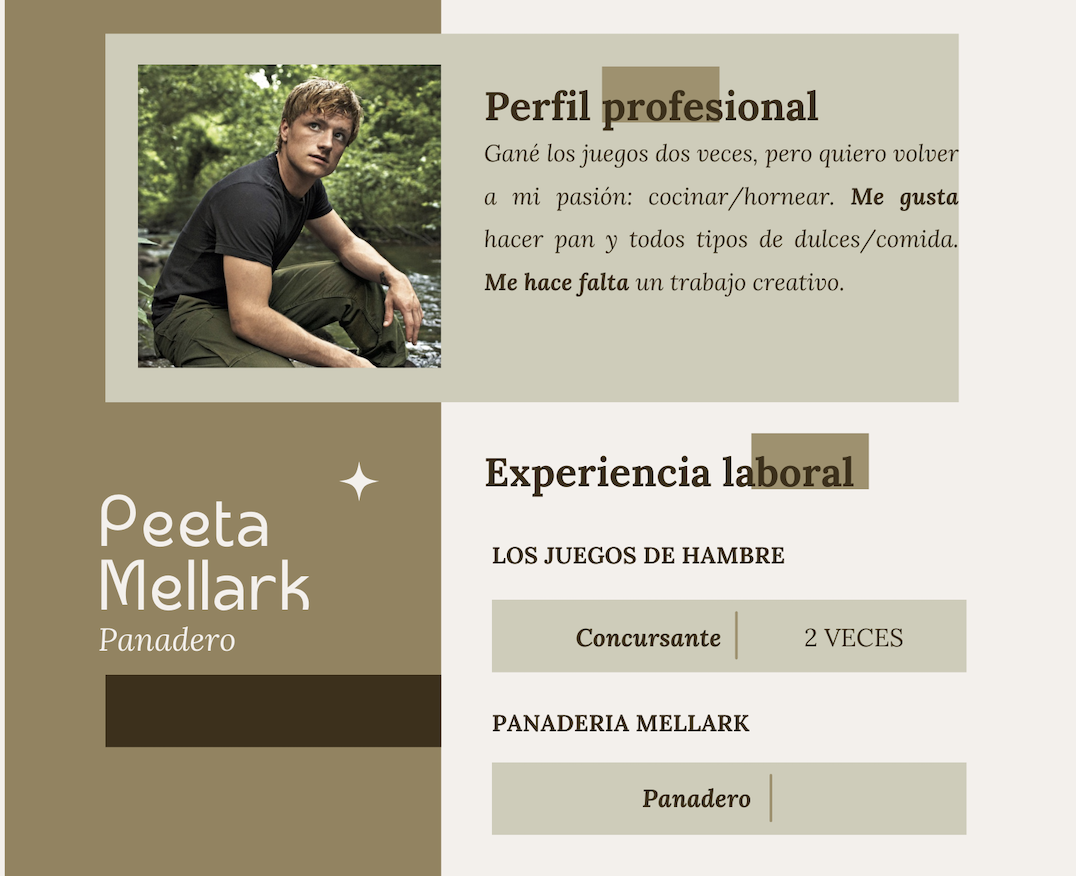 Perfil profesional
Gané los juegos dos veces, pero quiero volver
a mi pasión: cocinar/hornear. Me gusta
hacer pan y todos tipos de dulces/comida.
Me hace falta un trabajo creativo.
Peeta
Mellark
Panadero
Experiencia laboral
LOS JUEGOS DE HAMBRE
Concursante 2 VECES
PANADERIA MELLARK
Panadero